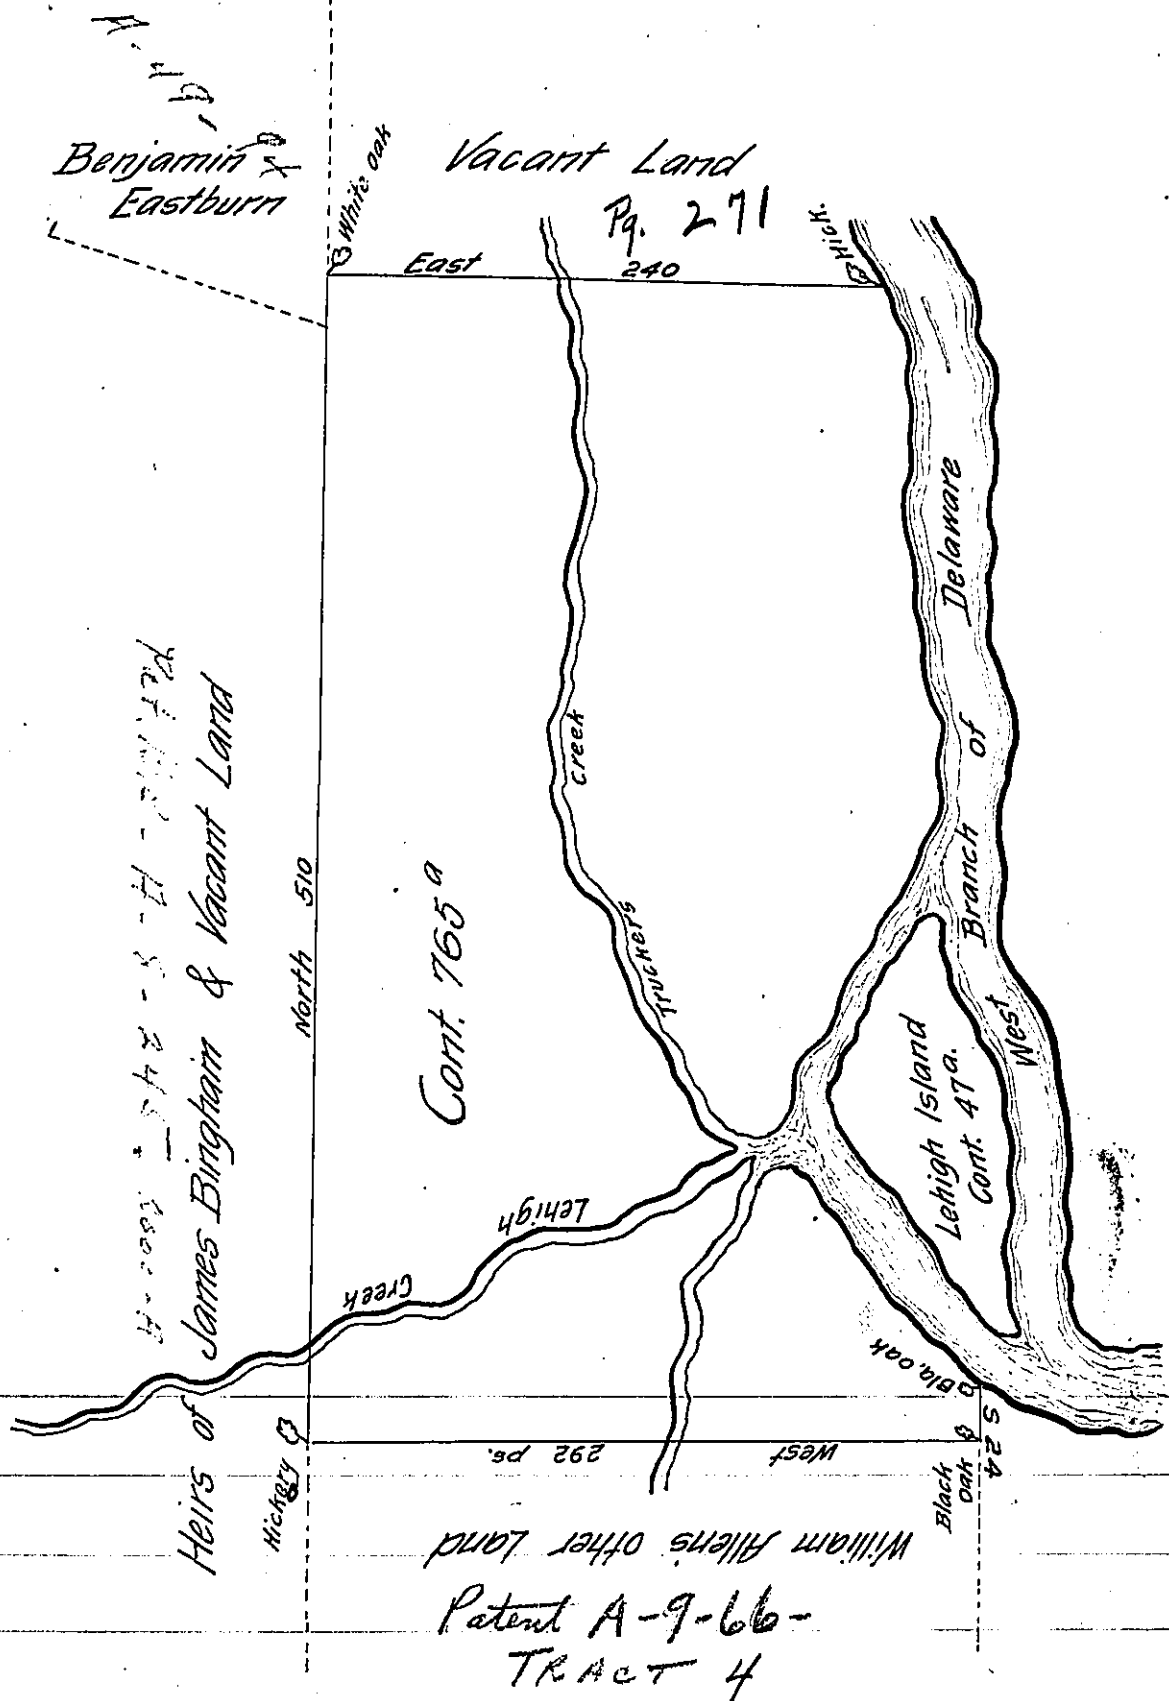 Benjamin
Eastburn
White oak
Vacant Land
Pg. 271
Hick.
East 240
Delaware
of
Branch
West
Creek
Truckers
North 510
Cont. 765 a
Heirs of James Bingham & Vacant Land
Lehigh Island
Cont. 47 a.
Lehigh
Creek
Bla. oak
S 24
Black
oak
Hickory
West 292 ps.
William Allens other Land
Patent A-9-66-
TRACT 4